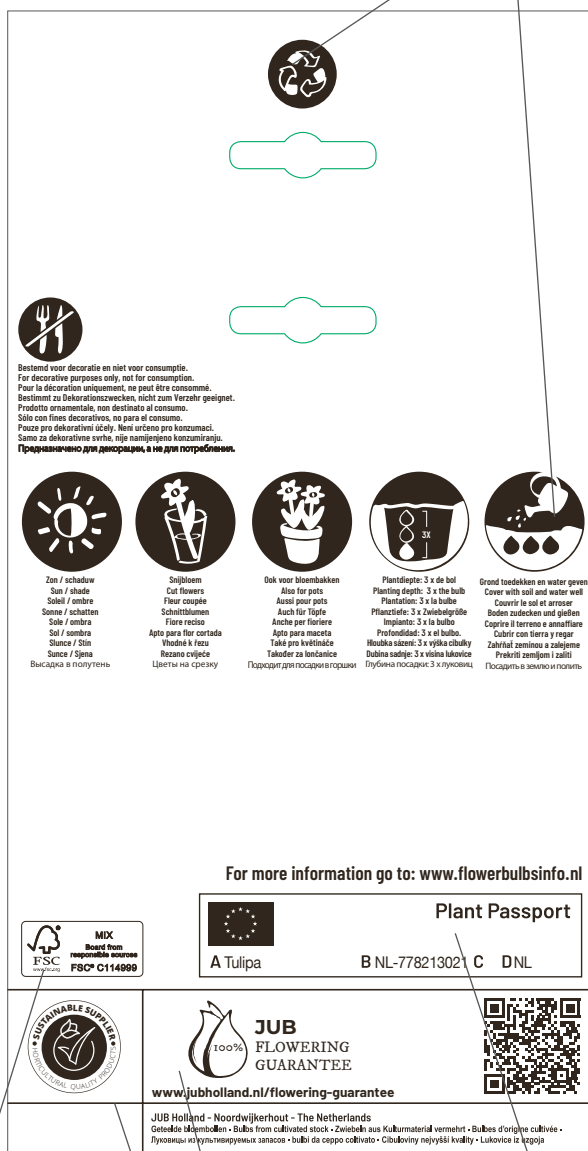 Bestemd voor decoratie en niet voor consumptie.
For decorative purposes only, not for consumption.
Pour la décoration uniquement, ne peut être consommé.
Bestimmt zu Dekorationszwecken, nicht zum Verzehr geeignet.
Prodotto ornamentale, non destinato al consumo.
Sólo con fines decorativos, no para el consumo.
Pouze pro dekorativní účely. Není určeno pro konzumaci.
Samo za dekorativne svrhe, nije namijenjeno konzumiranju.
Предназначено для декорации, а не для потребления.
Zon / schaduw
Sun / shade
Soleil / ombre
Sonne / schatten
Sole / ombra
Sol / sombra
Slunce / Stín
Sunce / Sjena
Высадка в полутень
Snijbloem
Cut flowers
Fleur coupée
Schnittblumen
Fiore reciso
Apto para flor cortada
Vhodné k řezu
Rezano cvijeće
Цветы на срезку
Ook voor bloembakken
Also for pots
Aussi pour pots
Auch für Töpfe
Anche per fioriere
Apto para maceta
Také pro květináče
Također za lončanice
Подходит для посадки в горшки
3X
Plantdiepte: 3 x de bol
Planting depth: 3 x the bulb
Plantation: 3 x la bulbe
Pflanztiefe: 3 x Zwiebelgröße
Impianto: 3 x la bulbo
Profondidad: 3 x el bulbo.
Hloubka sázení: 3 x výška cibulky
Dubina sadnje: 3 x visina lukovice
Глубина посадки: 3 х луковиц
Grond toedekken en water geven
Cover with soil and water well
Couvrir le sol et arroser
Boden zudecken und gießen
Coprire il terreno e annaffiare
Cubrir con tierra y regar
Zahŕňať zeminou a zalejeme
Prekriti zemljom i zaliti
Посадить в землю и полить
For more information go to: www.flowerbulbsinfo.nl
FSC
www.fsc.org
MIX
Board from
responsible sources
FSC® C114999
Plant Passport
A Tulipa B NL-778213021 C D NL
SUSTAINABLE SUPPLIER
HORTICULTURAL QUALITY PRODUCTS
100%
JUB
FLOWERING
GUARANTEE
www.jubholland.nl/flowering-guarantee
JUB Holland - Noordwijkerhout - The Netherlands
Geteelde bloembollen • Bulbs from cultivated stock • Zwiebeln aus Kulturmaterial vermehrt • Bulbes d'origine cultivée •
Луковицы из культивируемых запасов • bulbi da ceppo coltivato • Cibuloviny nejvyšší kvality • Lukovice iz uzgoja